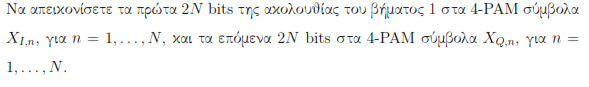 Να απεικονίσετε τα πρώτα 2N bits της ακολουθίας του βήματος 1 στα 4-PAM σύμβολα
X_{I,n}, για n = 1, . . . , N, και τα επόμενα 2N bits στα 4-PAM σύμβολα X_{Q,n}, για n =
1, . . . , N.